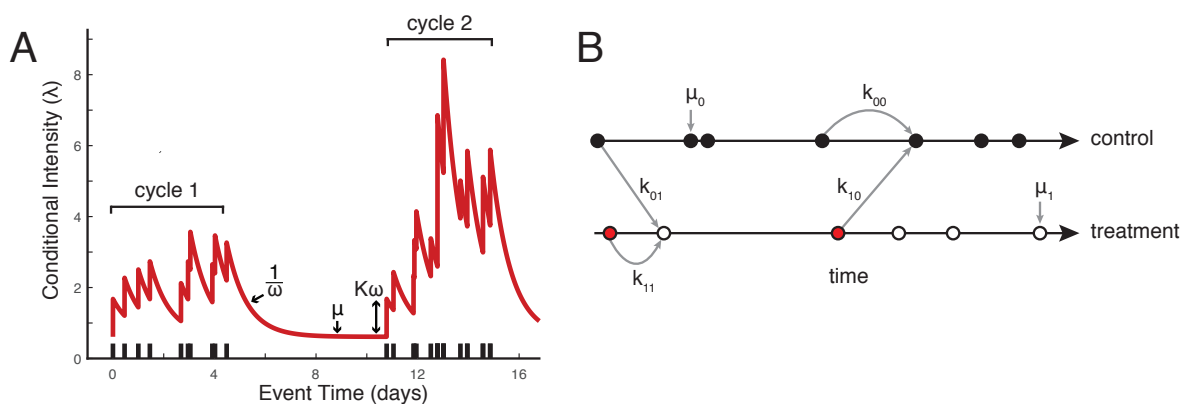 A
Conditional Intensity (λ)
8
6
4
2
0
cycle 1
cycle 2
1
ω
μ
Kω
0
4
8
12
16
Event Time (days)
B
μ₀
k₀₀
control
k₀₁
k₁₀
μ₁
treatment
k₁₁
time